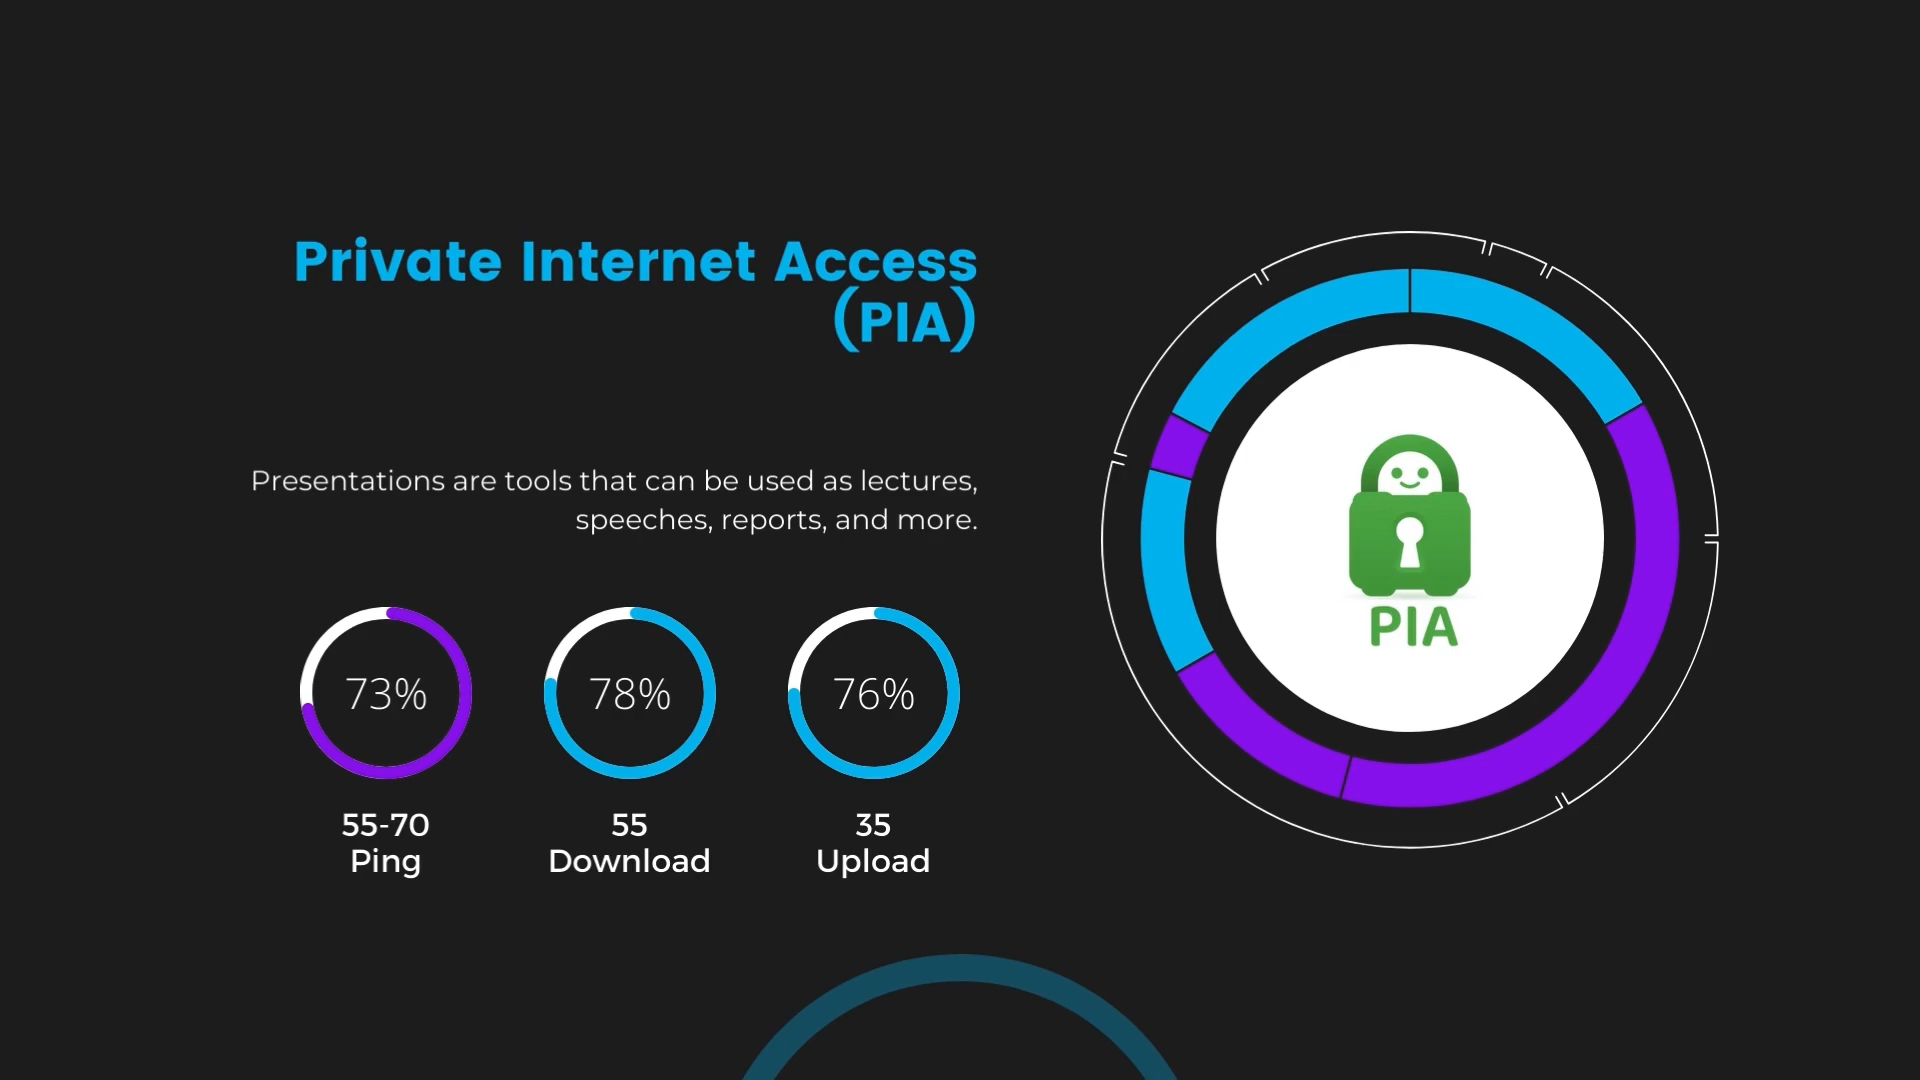 Private Internet Access
(PIA)
Presentations are tools that can be used as lectures,
speeches, reports, and more.
73%
78%
76%
55-70
Ping
55
Download
35
Upload
PIA